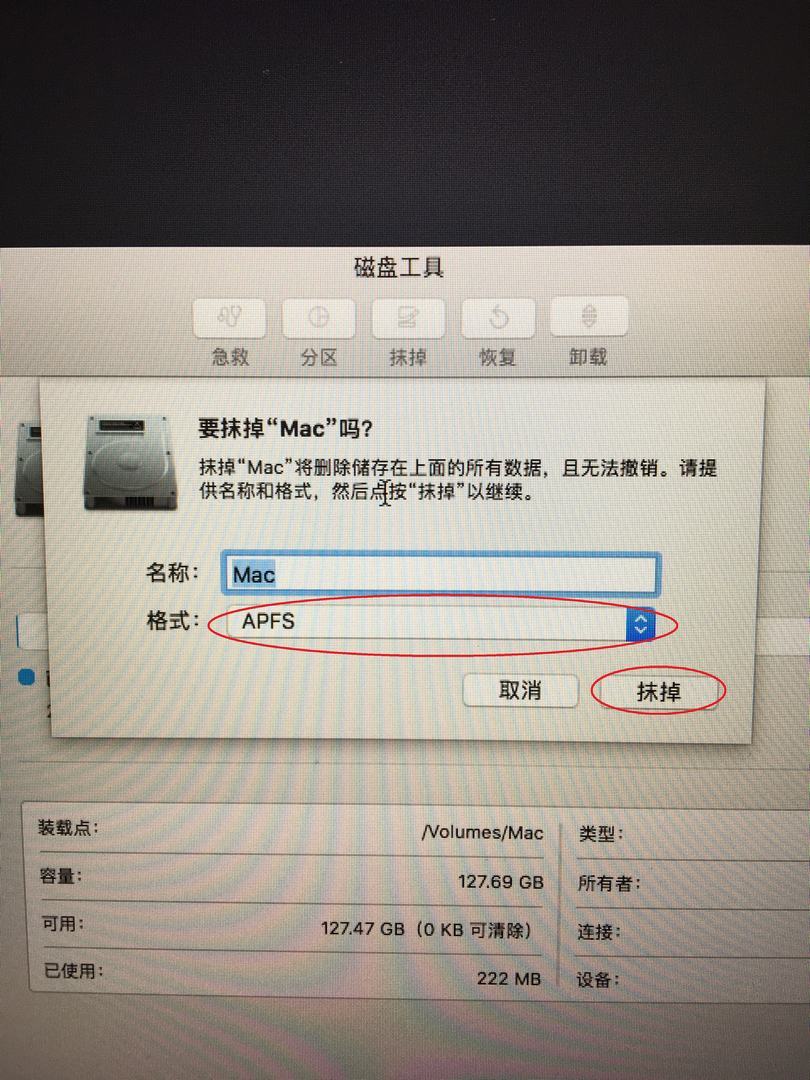 磁盘工具
急救
分区
抹掉
恢复
卸载
要抹掉“Mac”吗？
抹掉“Mac”将删除储存在上面的所有数据，且无法撤销。请提
供名称和格式，然后点按“抹掉”以继续。
名称：
Mac
格式：
APFS
取消
抹掉
装载点：
/Volumes/Mac
类型：
容量：
127.69 GB
所有者：
可用：
127.47 GB（0 KB 可清除）
连接：
已使用：
222 MB
设备：